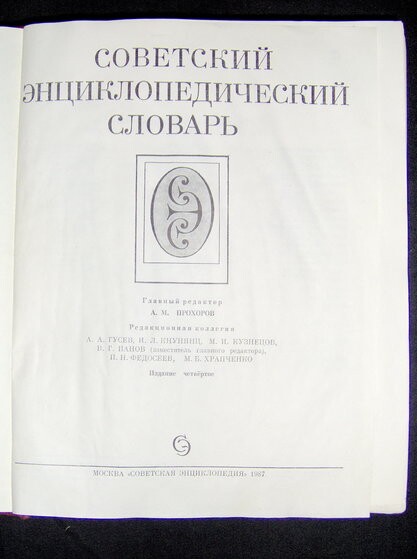 СОВЕТСКИЙ
ЭНЦИКЛОПЕДИЧЕСКИЙ
СЛОВАРЬ
Главный редактор
А. М. ПРОХОРОВ
Редакционная коллегия
А. А. ГУСЕВ, И. Л. КНУНЯНЦ, М. И. КУЗНЕЦОВ,
В. Г. ПАНОВ (заместитель главного редактора),
П. Н. ФЕДОСЕЕВ, М. Б. ХРАПЧЕНКО
Издание четвёртое
МОСКВА «СОВЕТСКАЯ ЭНЦИКЛОПЕДИЯ» 1987